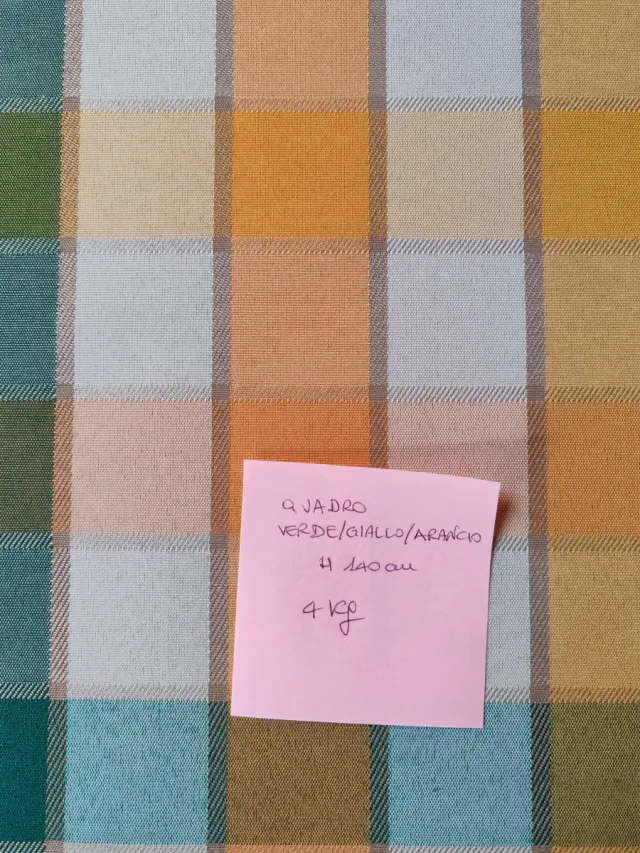 QUADRO
VERDE/GIALLO/ARANCIO
H 140 cm
4 kg